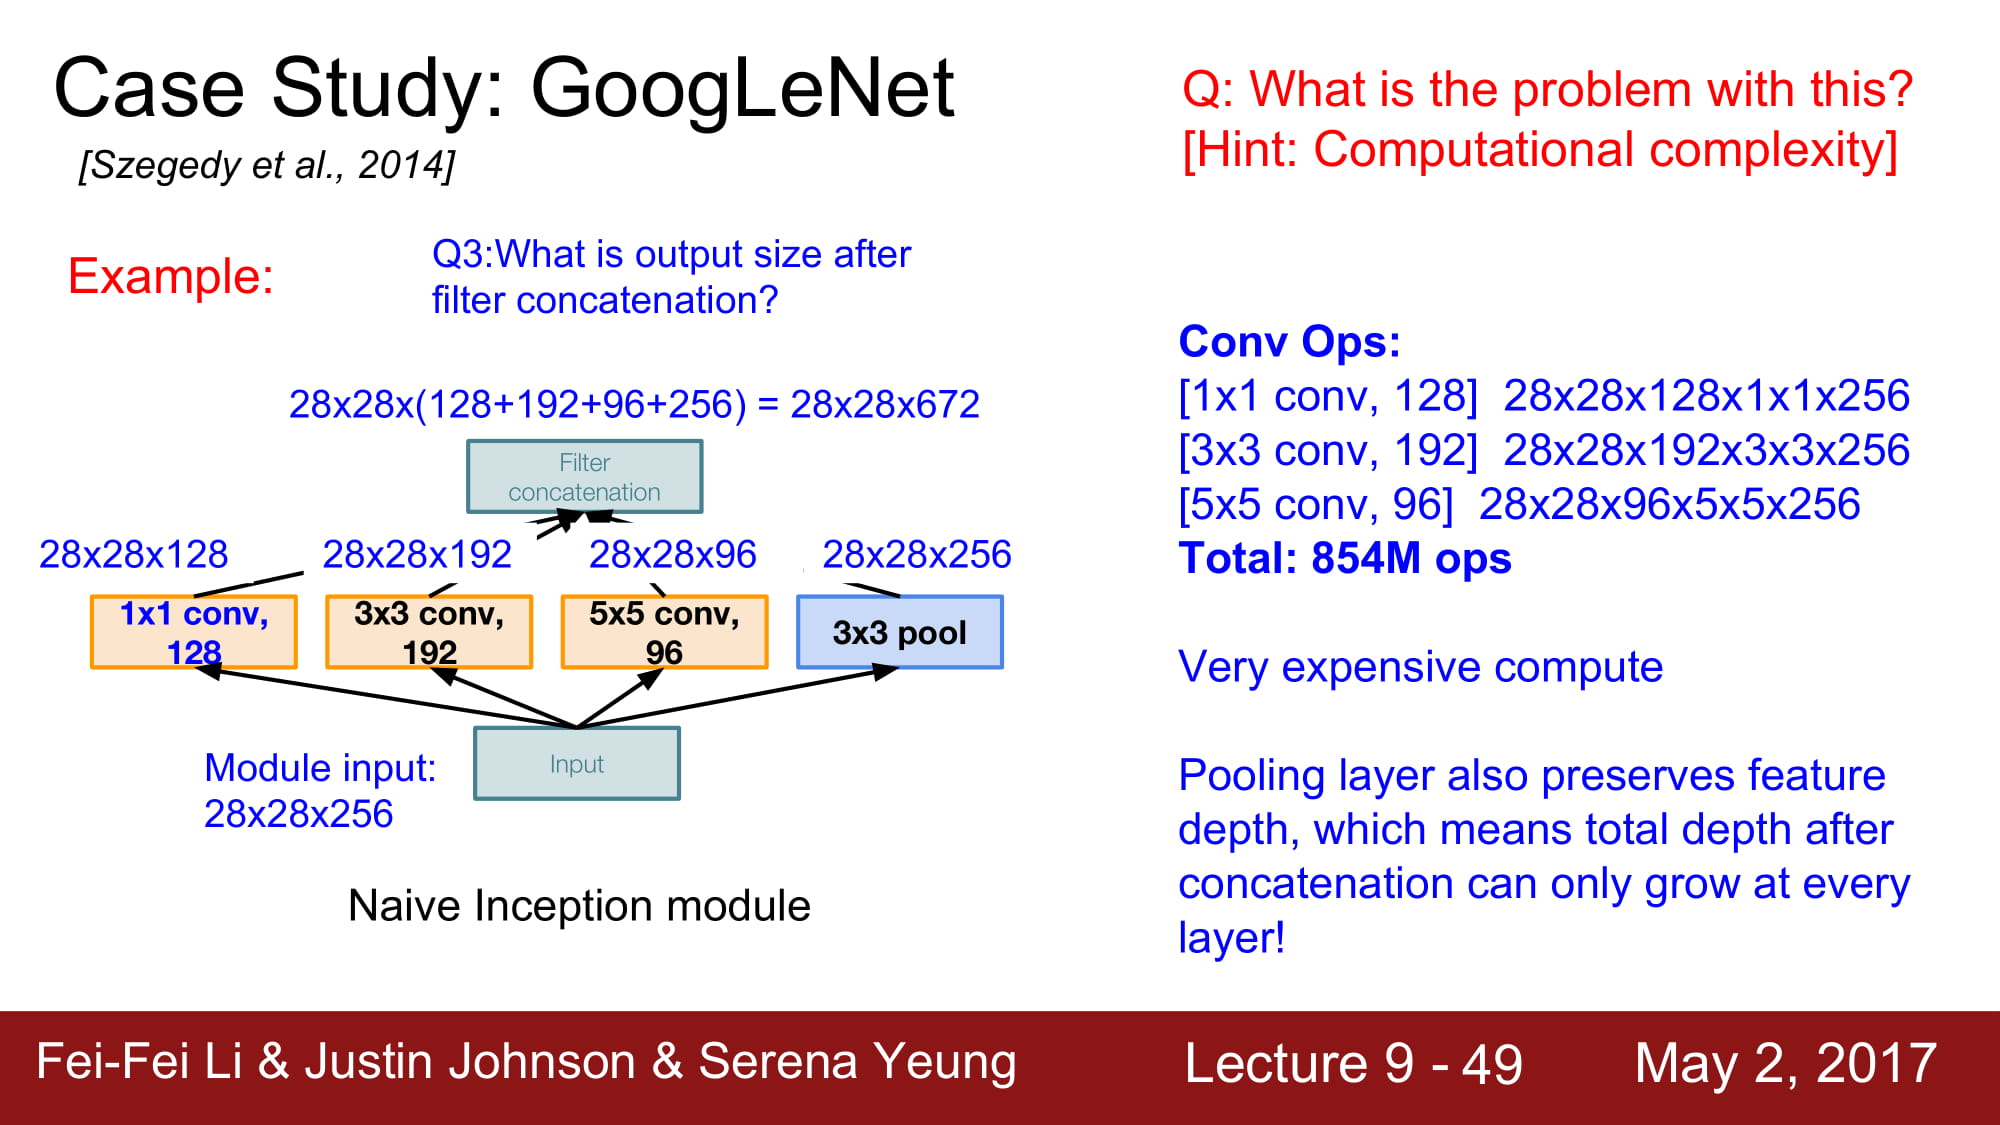 Case Study: GoogLeNet
[Szegedy et al., 2014]
Q: What is the problem with this?
[Hint: Computational complexity]
Example:
Q3:What is output size after
filter concatenation?
28x28x(128+192+96+256) = 28x28x672
Filter
concatenation
28x28x128
28x28x192
28x28x96
28x28x256
1x1 conv,
128
3x3 conv,
192
5x5 conv,
96
3x3 pool
Module input:
28x28x256
Input
Naive Inception module
Conv Ops:
[1x1 conv, 128] 28x28x128x1x1x256
[3x3 conv, 192] 28x28x192x3x3x256
[5x5 conv, 96] 28x28x96x5x5x256
Total: 854M ops
Very expensive compute
Pooling layer also preserves feature
depth, which means total depth after
concatenation can only grow at every
layer!
Fei-Fei Li & Justin Johnson & Serena Yeung
Lecture 9 - 49
May 2, 2017